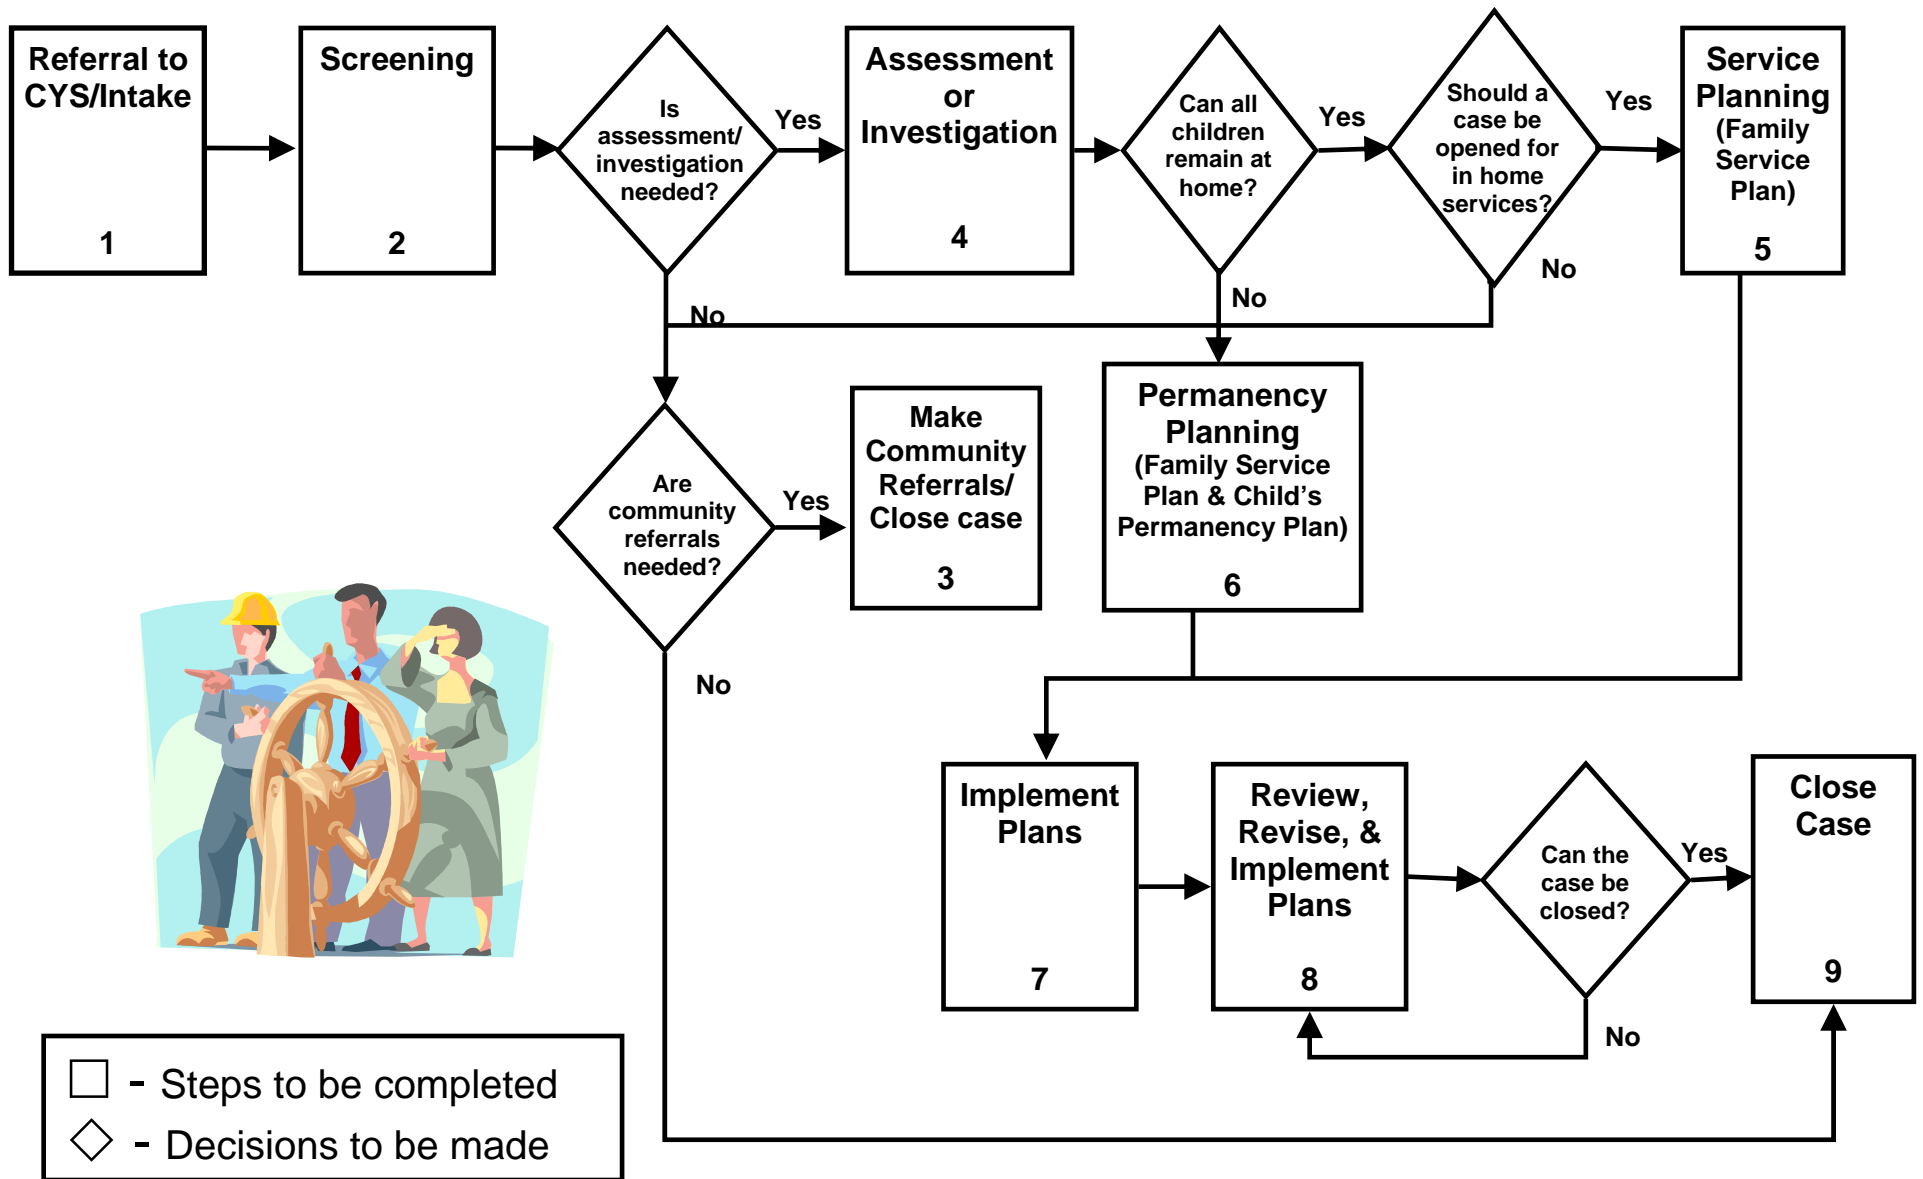 Referral to
CYS/Intake
1
Screening
2
Is
assessment/
investigation
needed?
Yes
No
Assessment
or
Investigation
4
Can all
children
remain at
home?
Yes
No
Should a
case be
opened for
in home
services?
Yes
No
Service
Planning
(Family
Service
Plan)
5
Are
community
referrals
needed?
Yes
No
Make
Community
Referrals/
Close case
3
Permanency
Planning
(Family Service
Plan & Child’s
Permanency Plan)
6
Implement
Plans
7
Review,
Revise, &
Implement
Plans
8
Can the
case be
closed?
Yes
No
Close
Case
9
- Steps to be completed
- Decisions to be made